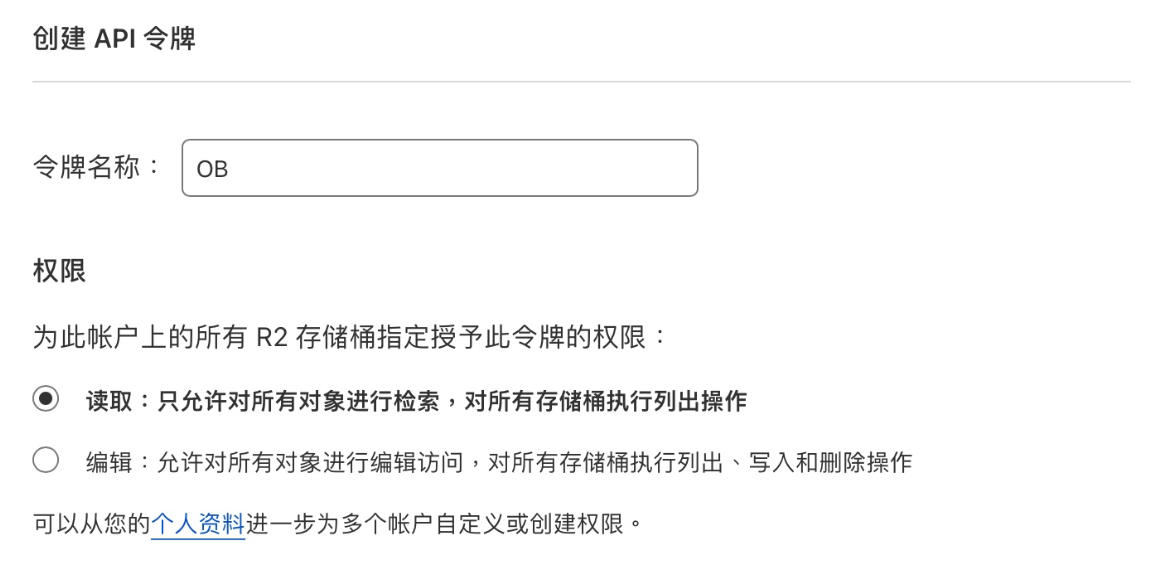 创建 API 令牌
令牌名称：
OB
权限
为此帐户上的所有 R2 存储桶指定授予此令牌的权限：
读取：只允许对所有对象进行检索，对所有存储桶执行列出操作
编辑：允许对所有对象进行编辑访问，对所有存储桶执行列出、写入和删除操作
可以从您的个人资料进一步为多个帐户自定义或创建权限。